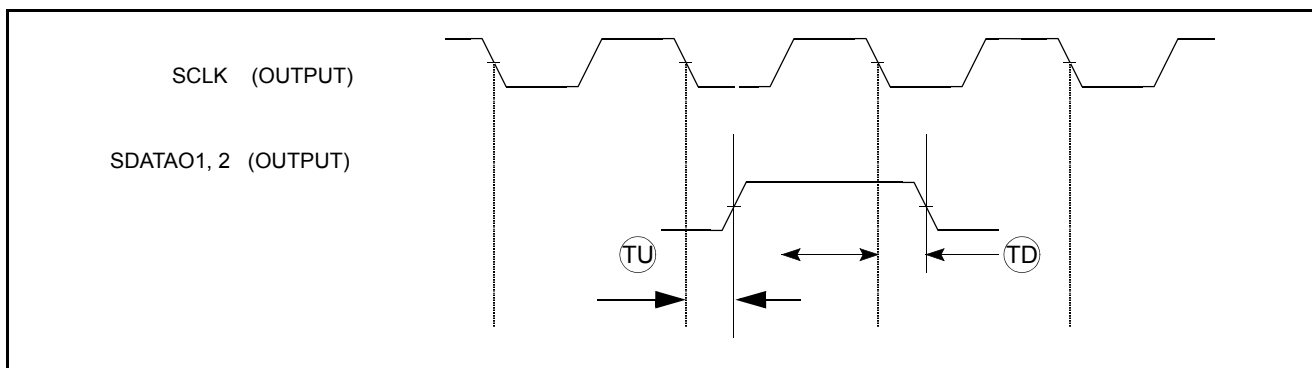 SCLK (OUTPUT)
SDATAO1, 2 (OUTPUT)
TU
TD